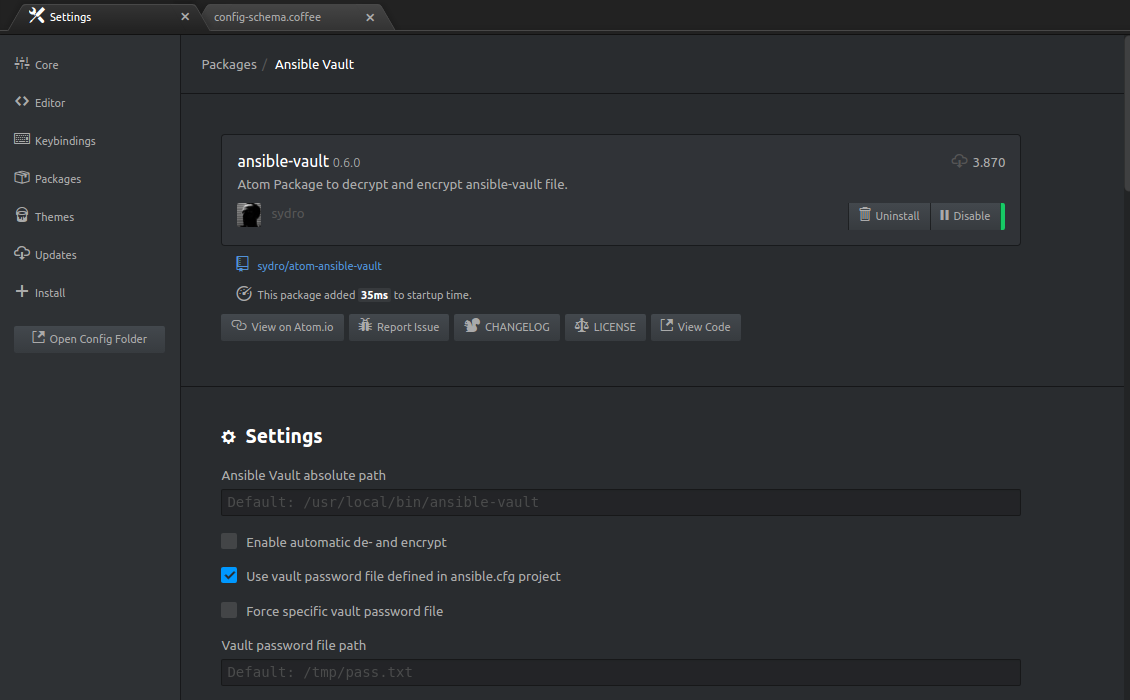 Settings
config-schema.coffee
Core
Editor
Keybindings
Packages
Themes
Updates
Install
Open Config Folder
Packages / Ansible Vault
ansible-vault 0.6.0
3.870
Atom Package to decrypt and encrypt ansible-vault file.
sydro
Uninstall
Disable
sydro/atom-ansible-vault
This package added 35ms to startup time.
View on Atom.io
Report Issue
CHANGELOG
LICENSE
View Code
Settings
Ansible Vault absolute path
Default: /usr/local/bin/ansible-vault
Enable automatic de- and encrypt
Use vault password file defined in ansible.cfg project
Force specific vault password file
Vault password file path
Default: /tmp/pass.txt